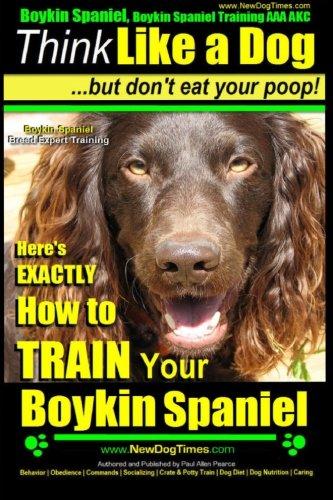 www.NewDogTimes.com
Boykin Spaniel, Boykin Spaniel Training AAA AKC
Think Like a Dog
...but don't eat your poop!
Boykin Spaniel
Breed Expert Training
Here's
EXACTLY
How to
TRAIN Your
Boykin Spaniel
www.NewDogTimes.com
Authored and Published by Paul Allen Pearce
Behavior | Obedience | Commands | Socializing | Crate & Potty Train | Dog Diet | Dog Nutrition | Caring